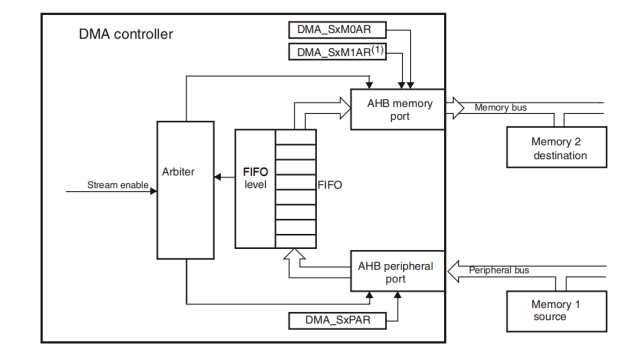 DMA controller
DMA_SxM0AR
DMA_SxM1AR(1)
AHB memory
port
Memory bus
Memory 2
destination
Arbiter
FIFO
level
FIFO
Stream enable
AHB peripheral
port
Peripheral bus
Memory 1
source
DMA_SxPAR